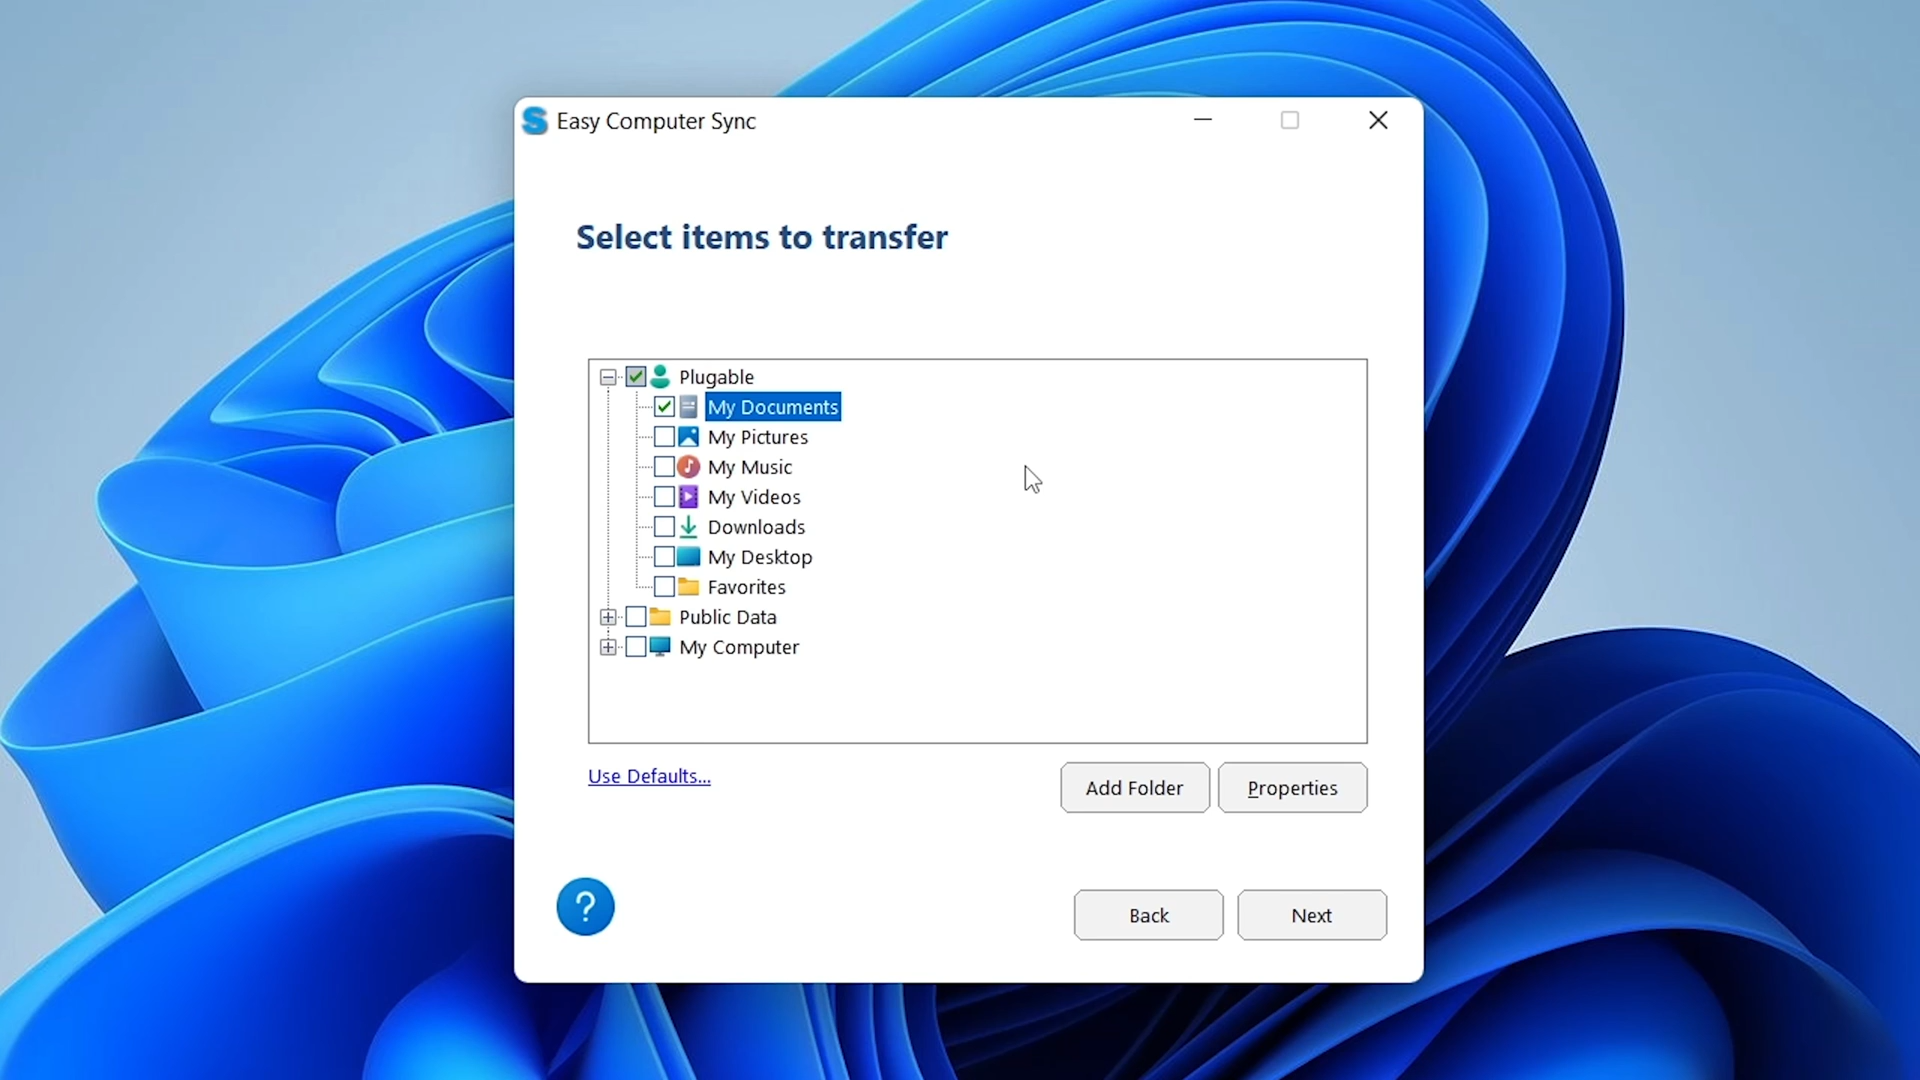 Easy Computer Sync
Select items to transfer
Plugable
My Documents
My Pictures
My Music
My Videos
Downloads
My Desktop
Favorites
Public Data
My Computer
Use Defaults...
Add Folder
Properties
?
Back
Next